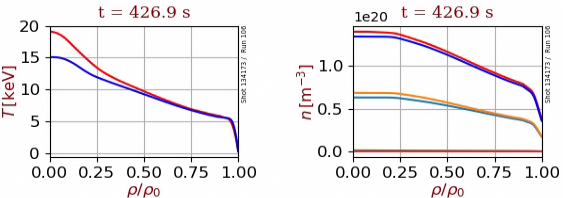 t = 426.9 s
T [keV]
20
15
10
5
0
0.00 0.25 0.50 0.75 1.00
ρ/ρ0
Shot 134173 / Run 106
1e20
t = 426.9 s
n [m⁻³]
1.0
0.5
0.0
0.00 0.25 0.50 0.75 1.00
ρ/ρ0
Shot 134173 / Run 106